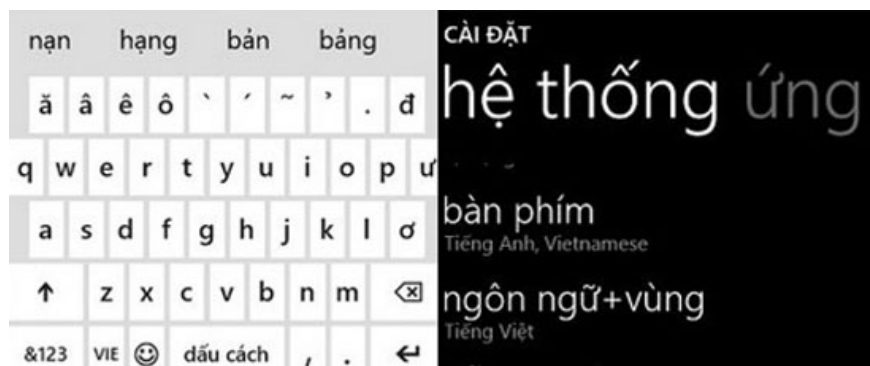 nạn hạng bản bảng
ă â ê ô ` ´ ~ ̉ . đ
q w e r t y u i o p ư
a s d f g h j k l ơ
z x c v b n m
&123 VIE dấu cách , .
CÀI ĐẶT
hệ thống ứng
bàn phím
Tiếng Anh, Vietnamese
ngôn ngữ+vùng
Tiếng Việt